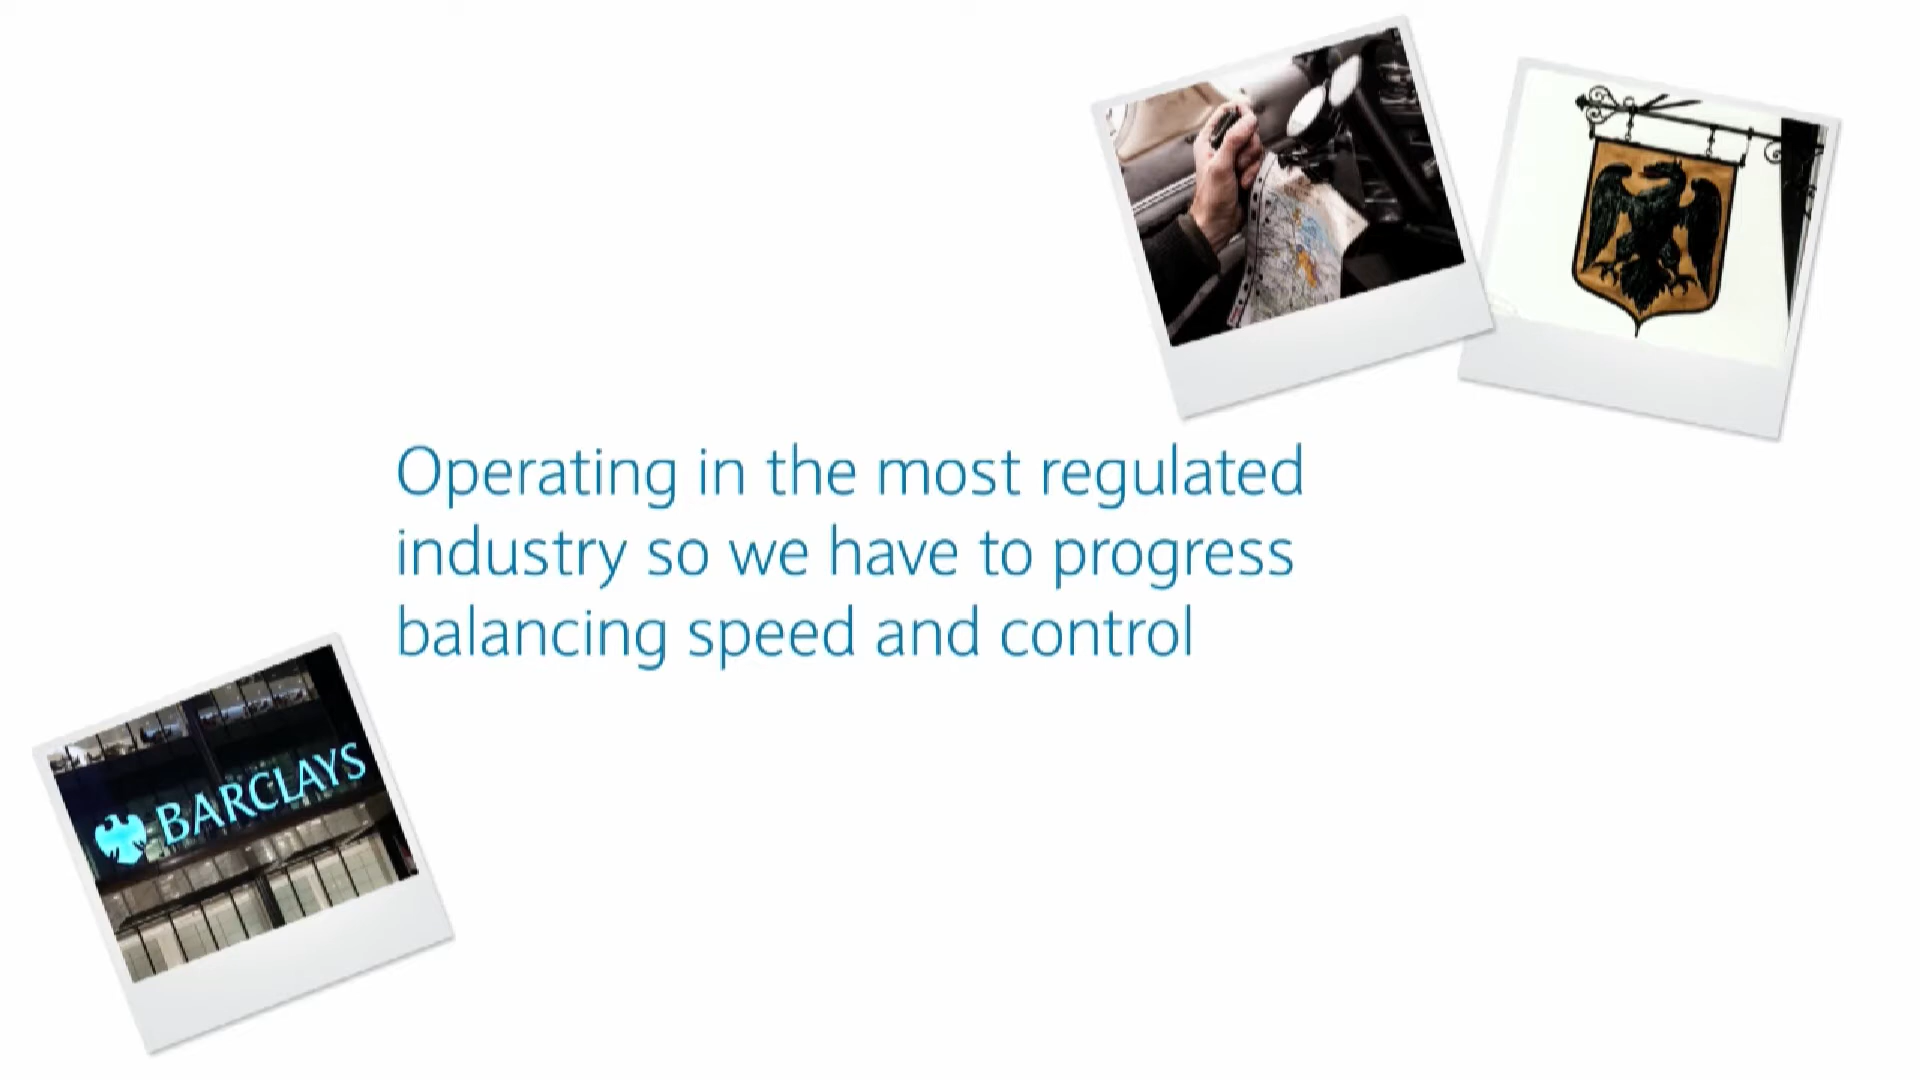 Operating in the most regulated
industry so we have to progress
balancing speed and control
BARCLAYS